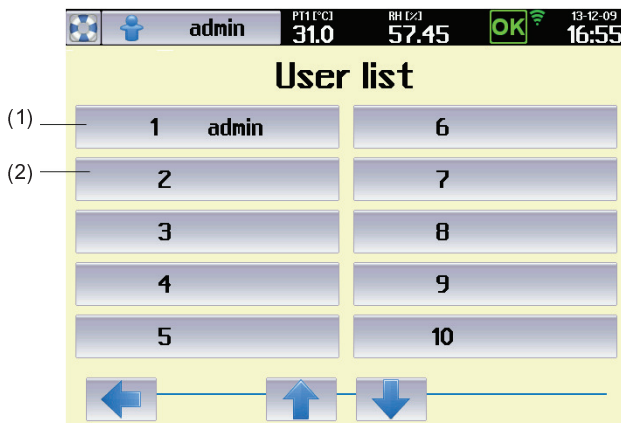 admin PT1[°C] 31.0 RH [%] 57.45 OK 13-12-09 16:55
User list
(1) 1 admin 6
(2) 2 7
3 8
4 9
5 10